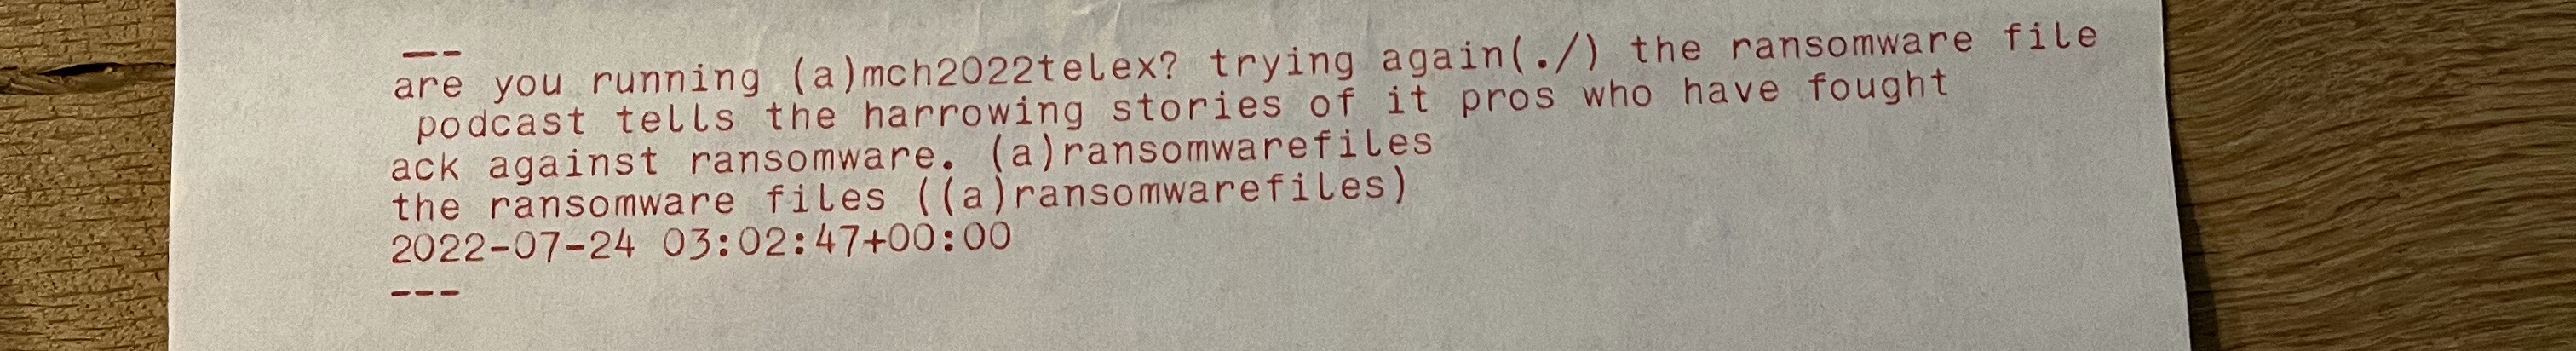 --
are you running (a)mch2022telex? trying again(./) the ransomware file
podcast tells the harrowing stories of it pros who have fought
ack against ransomware. (a)ransomwarefiles
the ransomware files ((a)ransomwarefiles)
2022-07-24 03:02:47+00:00
---